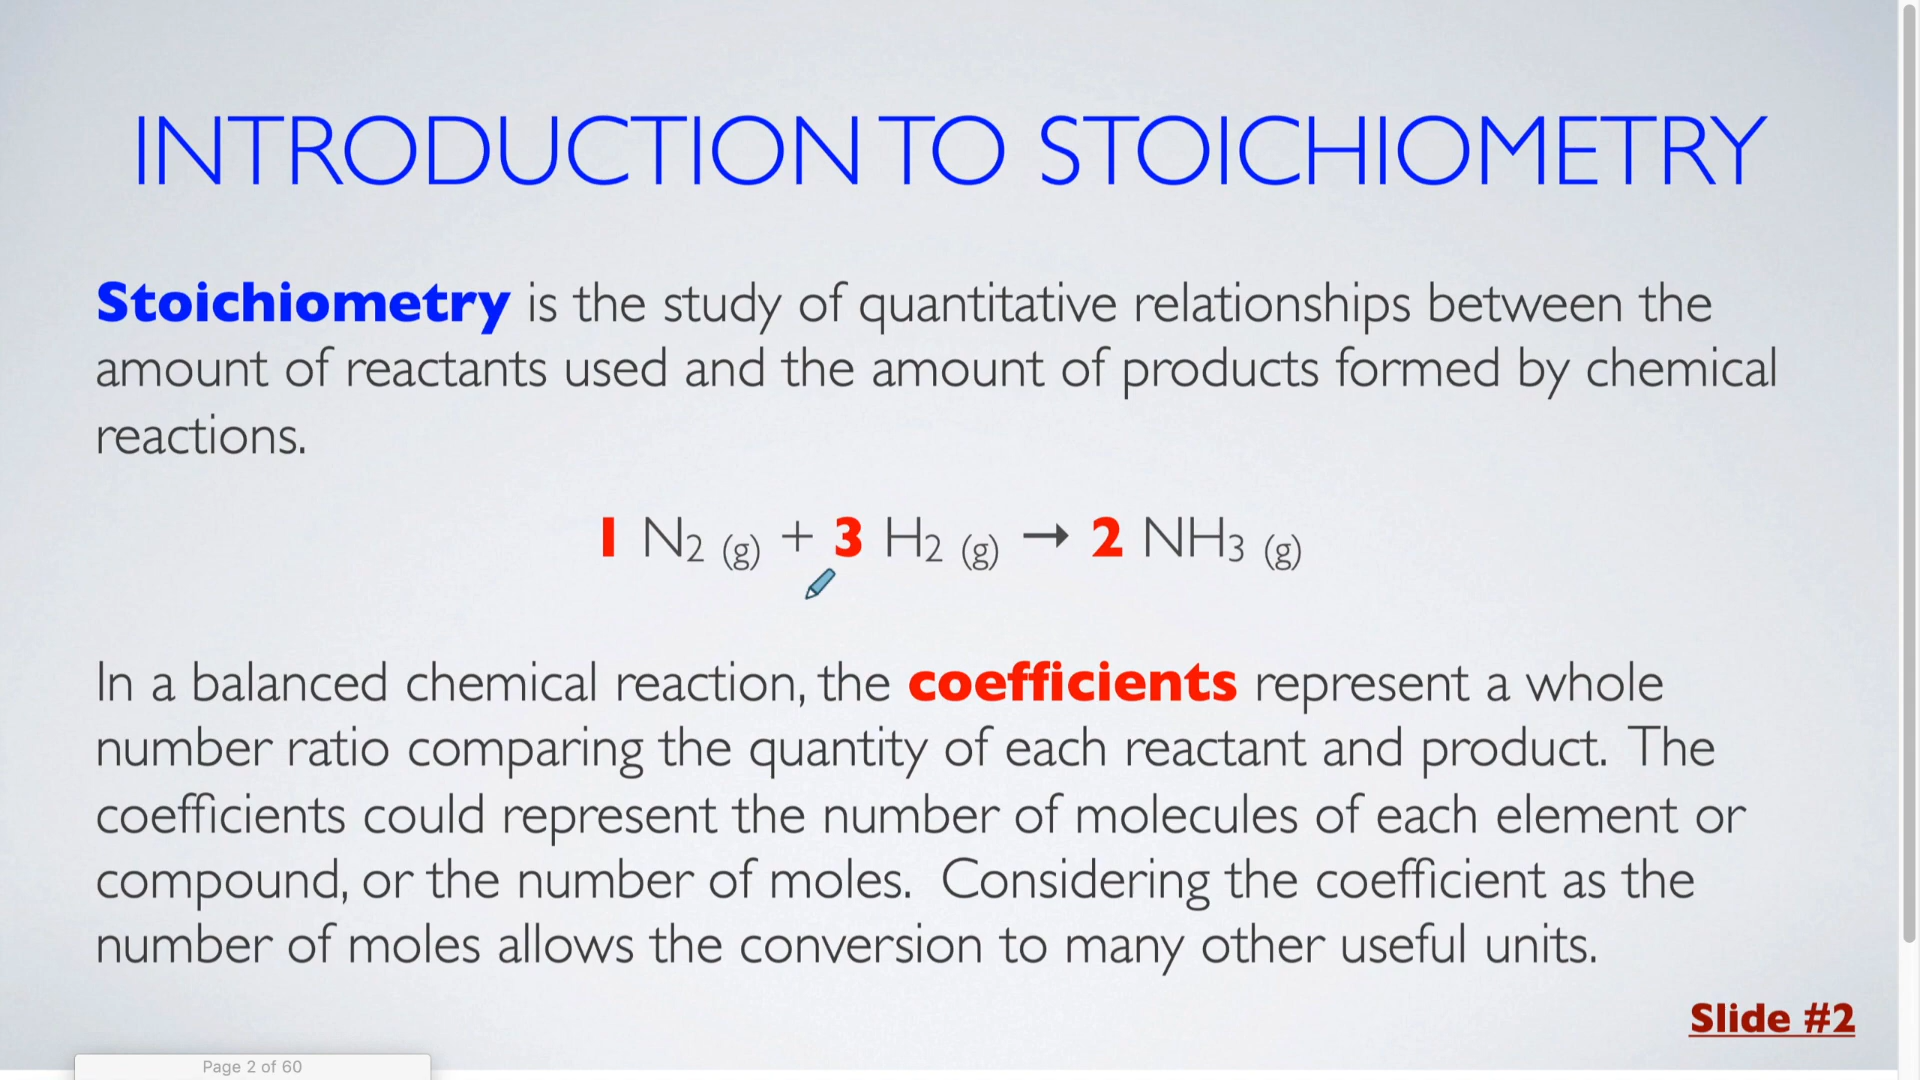 INTRODUCTION TO STOICHIOMETRY
Stoichiometry is the study of quantitative relationships between the
amount of reactants used and the amount of products formed by chemical
reactions.
1 N₂ (g) + 3 H₂ (g) → 2 NH₃ (g)
In a balanced chemical reaction, the coefficients represent a whole
number ratio comparing the quantity of each reactant and product. The
coefficients could represent the number of molecules of each element or
compound, or the number of moles. Considering the coefficient as the
number of moles allows the conversion to many other useful units.
Slide #2
Page 2 of 60